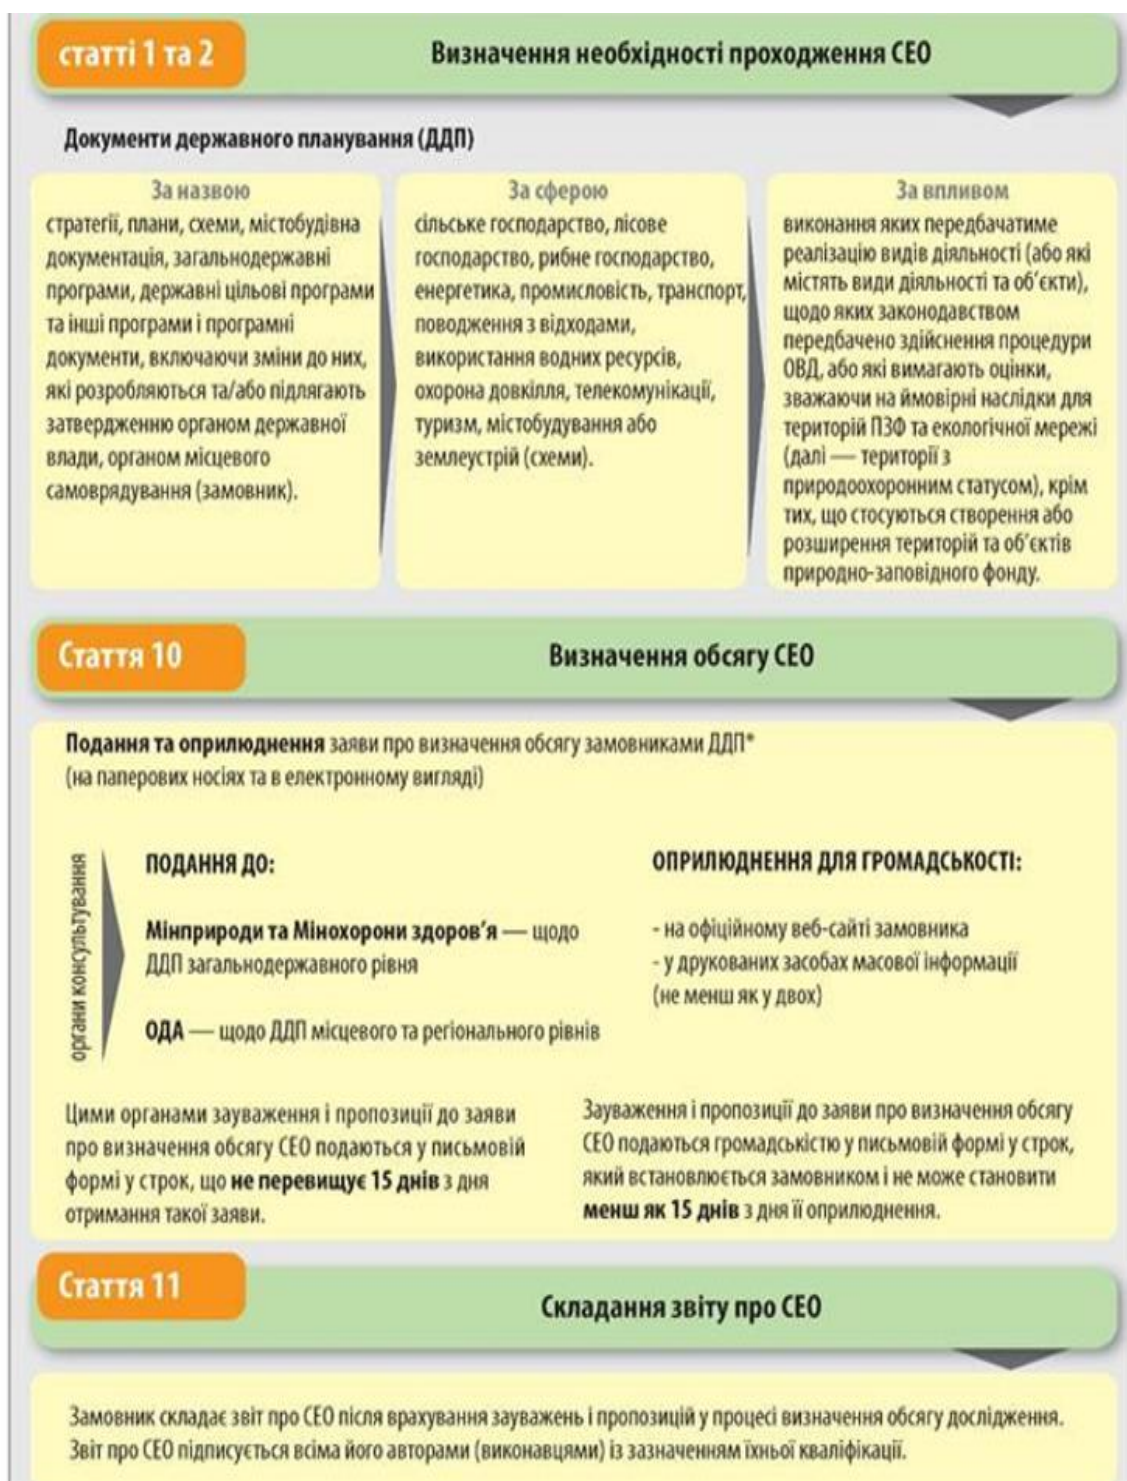 статті 1 та 2
Визначення необхідності проходження СЕО
Документи державного планування (ДДП)
За назвою
стратегії, плани, схеми, містобудівна
документація, загальнодержавні
програми, державні цільові програми
та інші програми і програмні
документи, включаючи зміни до них,
які розробляються та/або підлягають
затвердженню органом державної
влади, органом місцевого
самоврядування (замовник).
За сферою
сільське господарство, лісове
господарство, рибне господарство,
енергетика, промисловість, транспорт,
поводження з відходами,
використання водних ресурсів,
охорона довкілля, телекомунікації,
туризм, містобудування або
землеустрій (схеми).
За впливом
виконання яких передбачатиме
реалізацію видів діяльності (або які
містять види діяльності та об’єкти),
щодо яких законодавством
передбачено здійснення процедури
ОВД, або які вимагають оцінки,
зважаючи на ймовірні наслідки для
територій ПЗФ та екологічної мережі
(далі — території з
природоохоронним статусом), крім
тих, що стосуються створення або
розширення територій та об’єктів
природно-заповідного фонду.
Стаття 10
Визначення обсягу СЕО
Подання та оприлюднення заяви про визначення обсягу замовниками ДДП*
(на паперових носіях та в електронному вигляді)
органи консультування
ПОДАННЯ ДО:
Мінприроди та Мінохорони здоров’я — щодо
ДДП загальнодержавного рівня
ОДА — щодо ДДП місцевого та регіонального рівнів
ОПРИЛЮДНЕННЯ ДЛЯ ГРОМАДСЬКОСТІ:
- на офіційному веб-сайті замовника
- у друкованих засобах масової інформації
(не менш як у двох)
Цими органами зауваження і пропозиції до заяви
про визначення обсягу СЕО подаються у письмовій
формі у строк, що не перевищує 15 днів з дня
отримання такої заяви.
Зауваження і пропозиції до заяви про визначення обсягу
СЕО подаються громадськістю у письмовій формі у строк,
який встановлюється замовником і не може становити
менш як 15 днів з дня її оприлюднення.
Стаття 11
Складання звіту про СЕО
Замовник складає звіт про СЕО після врахування зауважень і пропозицій у процесі визначення обсягу дослідження.
Звіт про СЕО підписується всіма його авторами (виконавцями) із зазначенням їхньої кваліфікації.